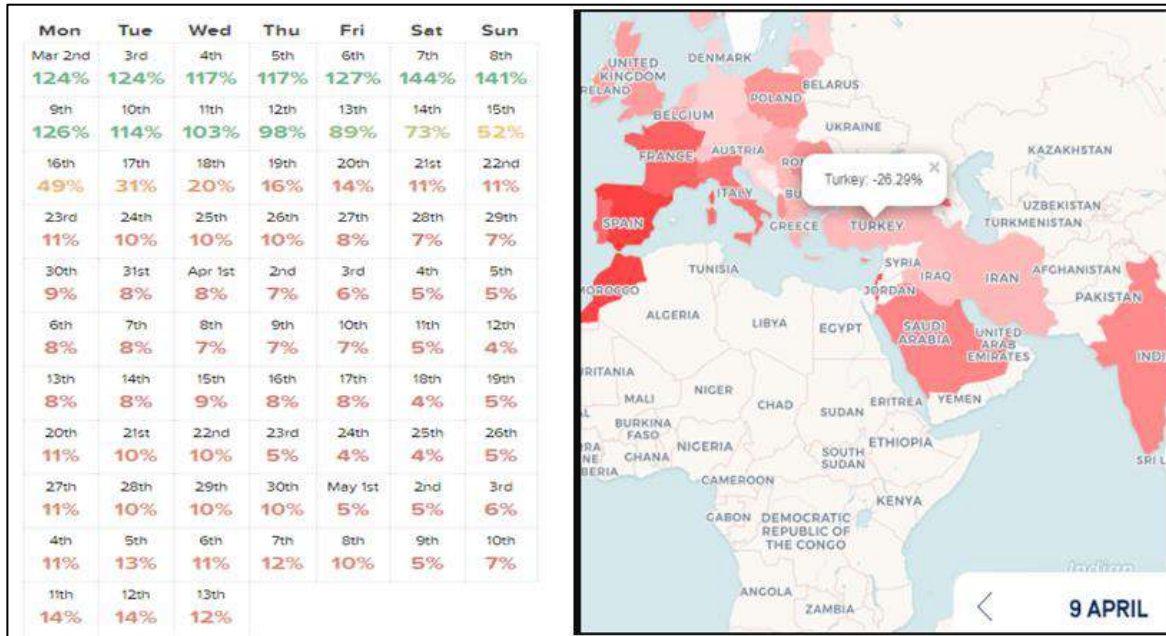 Mon Tue Wed Thu Fri Sat Sun
Mar 2nd 3rd 4th 5th 6th 7th 8th
124% 124% 117% 117% 127% 144% 141%
9th 10th 11th 12th 13th 14th 15th
126% 114% 103% 98% 89% 73% 52%
16th 17th 18th 19th 20th 21st 22nd
49% 31% 20% 16% 14% 11% 11%
23rd 24th 25th 26th 27th 28th 29th
11% 10% 10% 10% 8% 7% 7%
30th 31st Apr 1st 2nd 3rd 4th 5th
9% 8% 8% 7% 6% 5% 5%
6th 7th 8th 9th 10th 11th 12th
8% 8% 7% 7% 7% 5% 4%
13th 14th 15th 16th 17th 18th 19th
8% 8% 9% 8% 8% 4% 5%
20th 21st 22nd 23rd 24th 25th 26th
11% 10% 10% 5% 4% 4% 5%
27th 28th 29th 30th May 1st 2nd 3rd
11% 10% 10% 10% 5% 5% 6%
4th 5th 6th 7th 8th 9th 10th
11% 13% 11% 12% 10% 5% 7%
11th 12th 13th
14% 14% 12%
DENMARK
UNITED
KINGDOM
RELAND
BELARUS
POLAND
BELGIUM
UKRAINE
FRANCE
AUSTRIA
RO
KAZAKHSTAN
Turkey: -26.29%
×
ITALY
BU
UZBEKISTAN
SPAIN
GREECE
TURKEY
TURKMENISTAN
TUNISIA
SYRIA
IRAQ
IRAN
AFGHANISTAN
MOROCCO
JORDAN
PAKISTAN
ALGERIA
LIBYA
EGYPT
SAUDI
ARABIA
UNITED
ARAB
EMIRATES
INDI
RITANIA
MALI
NIGER
CHAD
SUDAN
ERITREA
YEMEN
BURKINA
FASO
GHANA
NIGERIA
SOUTH
SUDAN
ETHIOPIA
RA
NE
BERIA
SRI L
CAMEROON
KENYA
GABON
DEMOCRATIC
REPUBLIC OF
THE CONGO
Indian
ANGOLA
ZAMBIA
9 APRIL